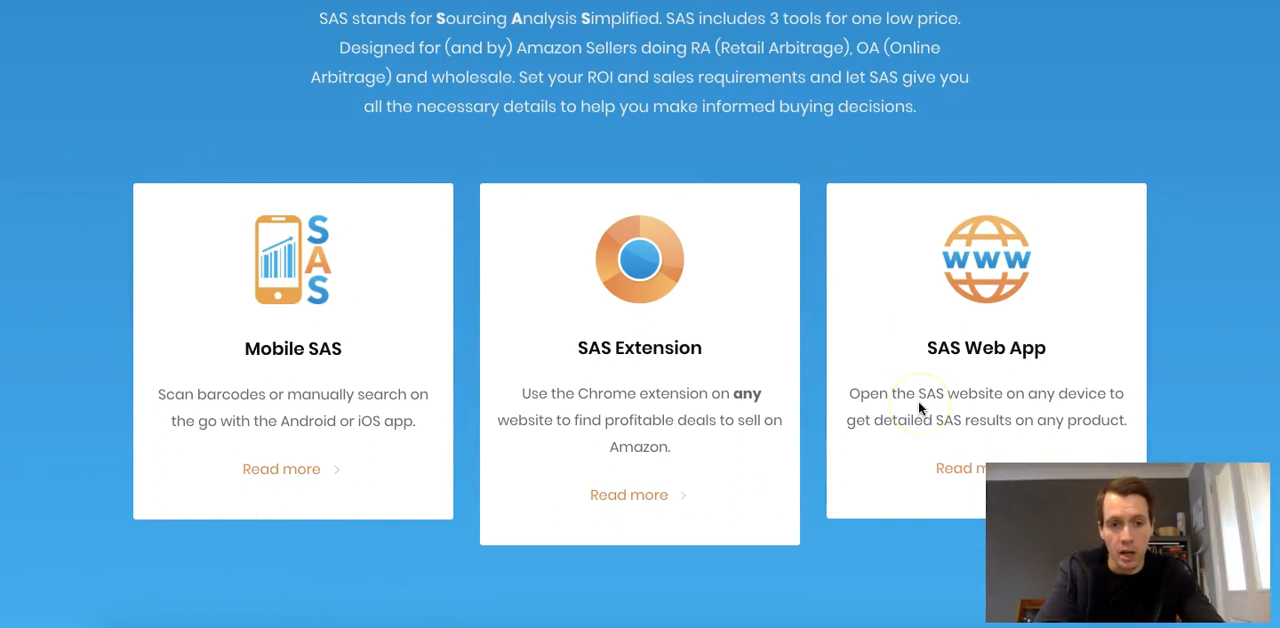 SAS stands for Sourcing Analysis Simplified. SAS includes 3 tools for one low price.
Designed for (and by) Amazon Sellers doing RA (Retail Arbitrage), OA (Online
Arbitrage) and wholesale. Set your ROI and sales requirements and let SAS give you
all the necessary details to help you make informed buying decisions.
S
A
S
Mobile SAS
Scan barcodes or manually search on
the go with the Android or iOS app.
Read more
SAS Extension
Use the Chrome extension on any
website to find profitable deals to sell on
Amazon.
Read more
WWW
SAS Web App
Open the SAS website on any device to
get detailed SAS results on any product.
Read m